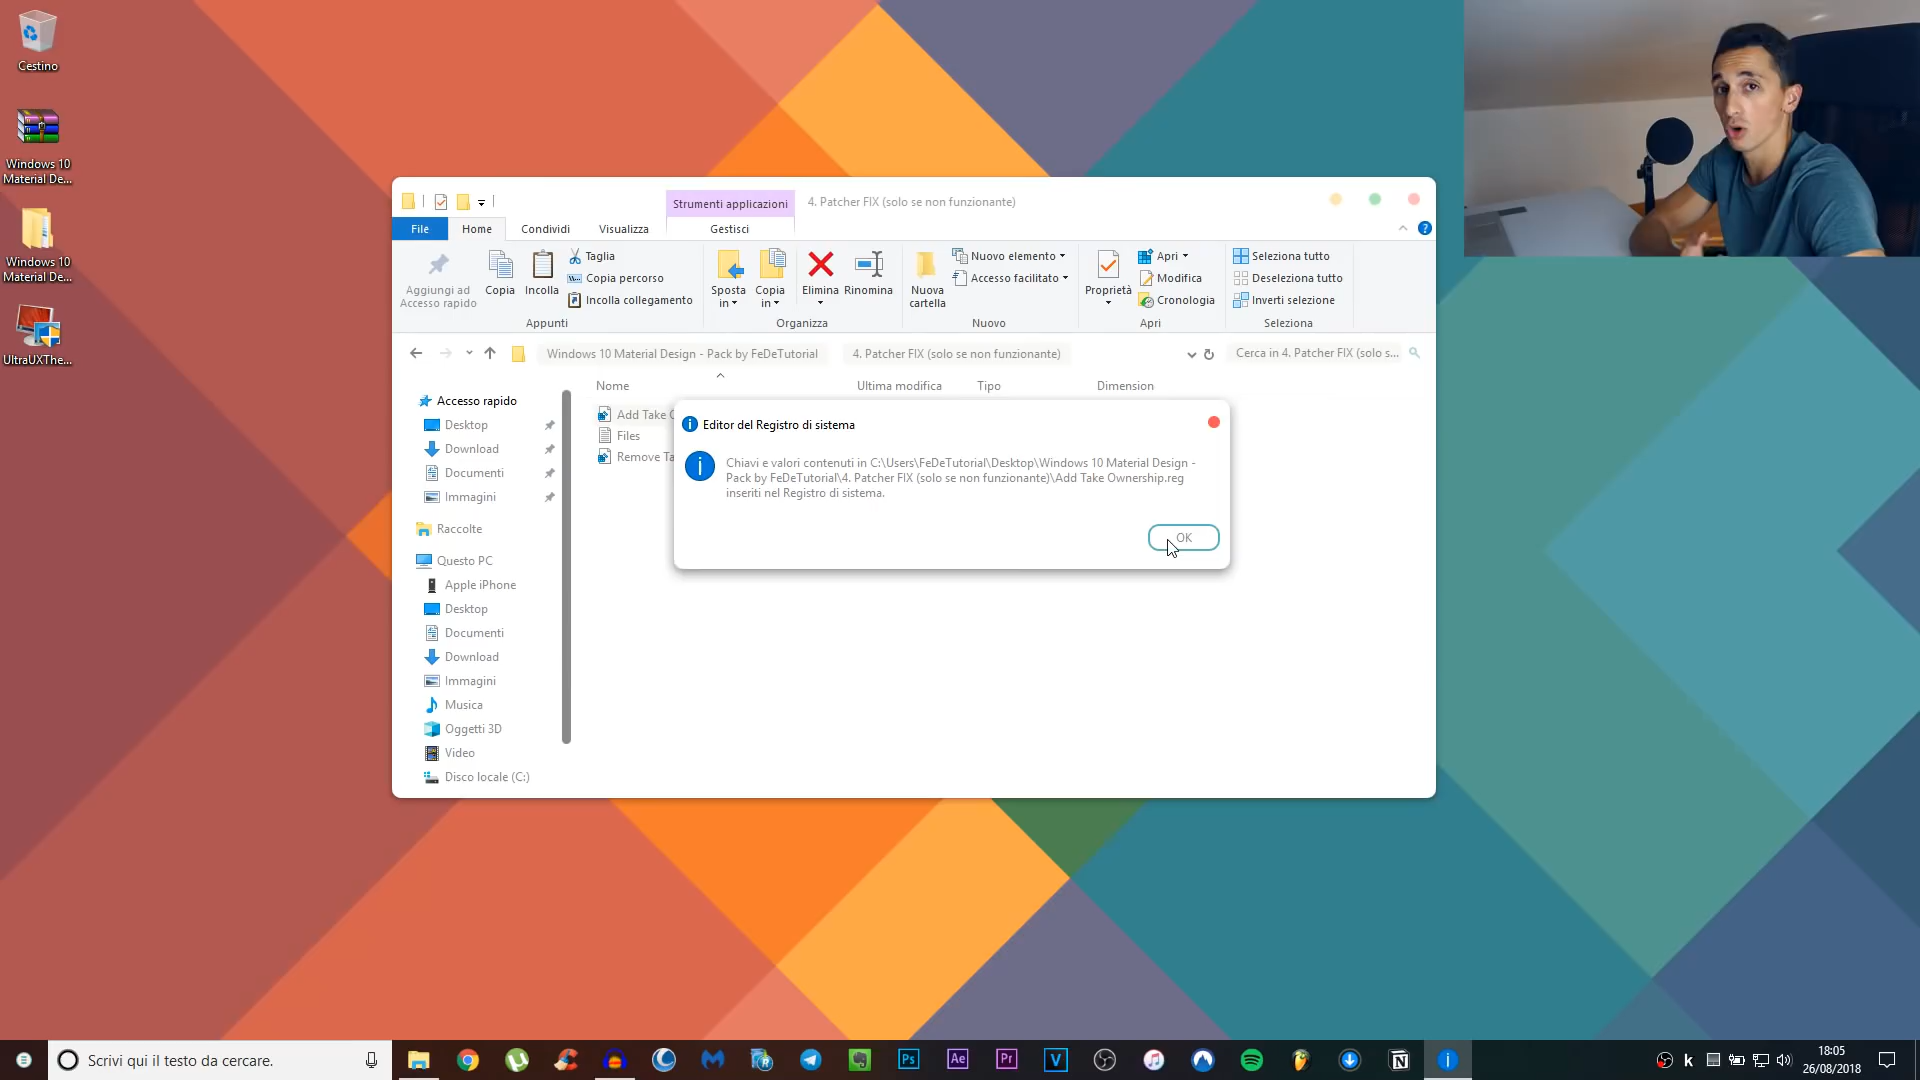 Cestino
Windows 10
Material De...
Windows 10
Material De...
UltraUXThe...
Strumenti applicazioni
4. Patcher FIX (solo se non funzionante)
File
Home
Condividi
Visualizza
Gestisci
Aggiungi ad
Accesso rapido
Copia
Incolla
Taglia
Copia percorso
Incolla collegamento
Appunti
Sposta
in
Copia
in
Elimina
Rinomina
Organizza
Nuova
cartella
Nuovo elemento
Accesso facilitato
Nuovo
Proprietà
Apri
Modifica
Cronologia
Apri
Seleziona tutto
Deseleziona tutto
Inverti selezione
Seleziona
Windows 10 Material Design - Pack by FeDeTutorial
4. Patcher FIX (solo se non funzionante)
Cerca in 4. Patcher FIX (solo s...
Nome
Ultima modifica
Tipo
Dimension
Accesso rapido
Desktop
Download
Documenti
Immagini
Raccolte
Questo PC
Apple iPhone
Desktop
Documenti
Download
Immagini
Musica
Oggetti 3D
Video
Disco locale (C:)
Add Take
Files
Remove Ta
Editor del Registro di sistema
Chiavi e valori contenuti in C:\Users\FeDeTutorial\Desktop\Windows 10 Material Design -
Pack by FeDeTutorial\4. Patcher FIX (solo se non funzionante)\Add Take Ownership.reg
inseriti nel Registro di sistema.
OK
Scrivi qui il testo da cercare.
Ps
Ae
Pr
V
k
18:05
26/08/2018